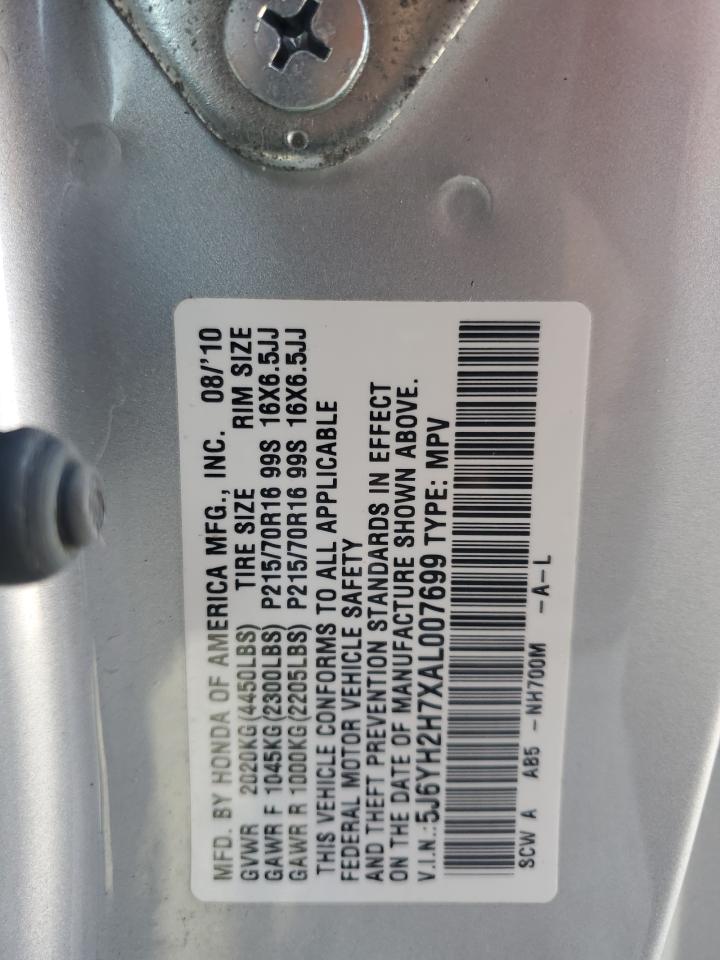 MFD. BY HONDA OF AMERICA MFG., INC. 08/'10
GVWR 2020KG(4450LBS) TIRE SIZE RIM SIZE
GAWR F 1045KG(2300LBS) P215/70R16 99S 16X6.5JJ
GAWR R 1000KG(2205LBS) P215/70R16 99S 16X6.5JJ
THIS VEHICLE CONFORMS TO ALL APPLICABLE
FEDERAL MOTOR VEHICLE SAFETY
AND THEFT PREVENTION STANDARDS IN EFFECT
ON THE DATE OF MANUFACTURE SHOWN ABOVE.
V.I.N.:5J6YH2H7XAL007699 TYPE: MPV
SCW A A85 -NH700M -A-L